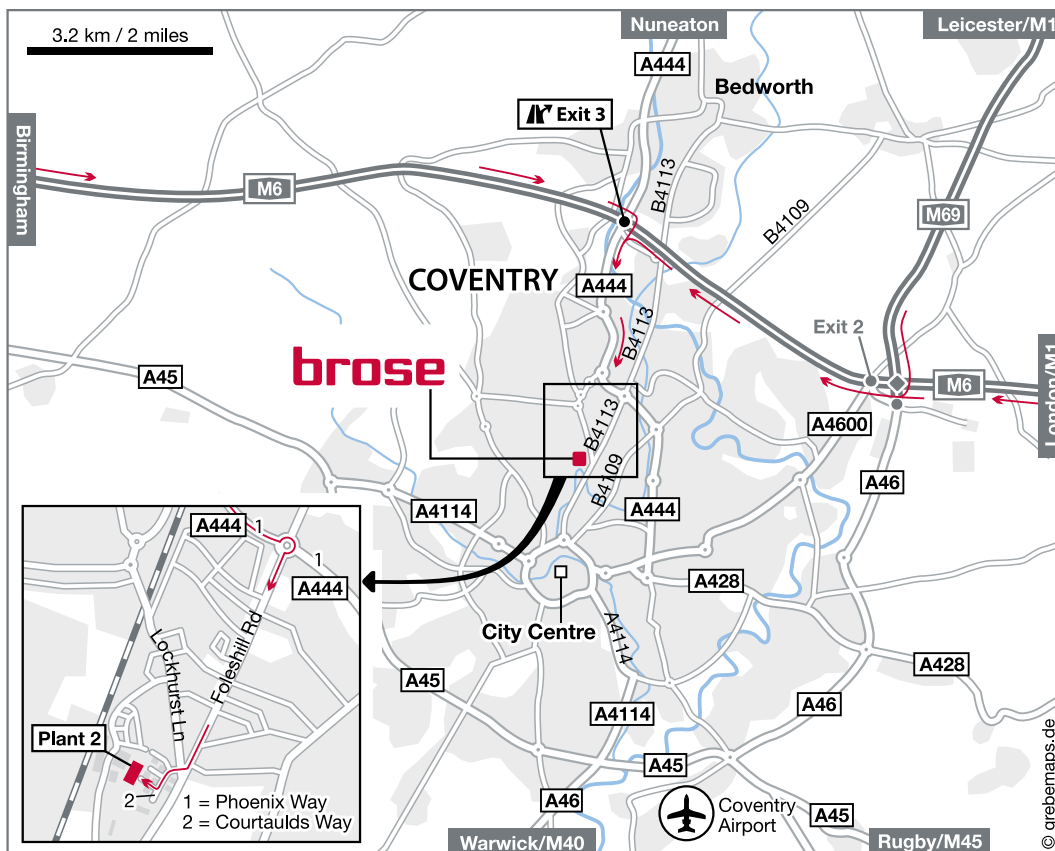 3.2 km / 2 miles
Nuneaton
Leicester/M1
A444
Bedworth
Exit 3
Birmingham
M6
B4113
B4109
M69
COVENTRY
A444
B4113
Exit 2
brose
A45
M6
London/M1
B4113
A4600
B4109
A46
A4114
A444
A444
1
1
A444
A428
City Centre
A4114
Foleshill Rd
Lockhurst Ln
A428
A45
A46
A4114
Plant 2
A45
2
1 = Phoenix Way
2 = Courtaulds Way
A46
Coventry
Airport
A45
Warwick/M40
Rugby/M45
© grebemaps.de